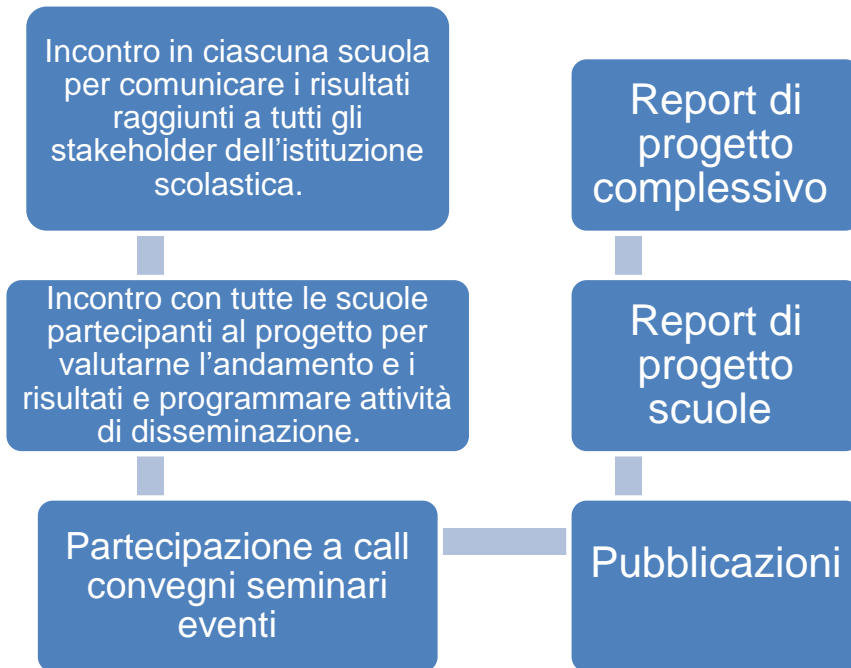 Incontro in ciascuna scuola
per comunicare i risultati
raggiunti a tutti gli
stakeholder dell’istituzione
scolastica.
Incontro con tutte le scuole
partecipanti al progetto per
valutarne l’andamento e i
risultati e programmare attività
di disseminazione.
Partecipazione a call
convegni seminari
eventi
Pubblicazioni
Report di
progetto
scuole
Report di
progetto
complessivo